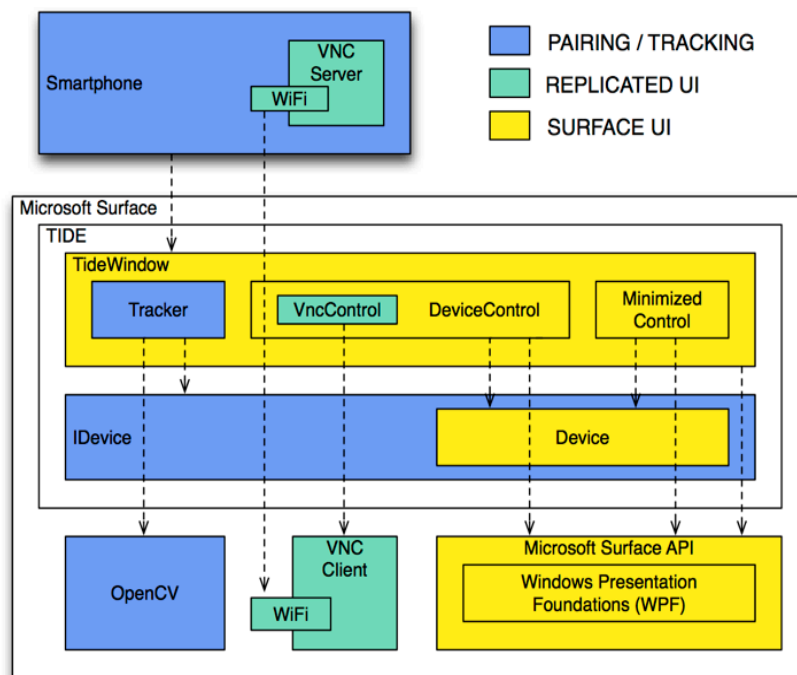 VNC
Server
Smartphone
WiFi
PAIRING / TRACKING
REPLICATED UI
SURFACE UI
Microsoft Surface
TIDE
TideWindow
Tracker
VncControl
DeviceControl
Minimized
Control
IDevice
Device
OpenCV
VNC
Client
WiFi
Microsoft Surface API
Windows Presentation
Foundations (WPF)